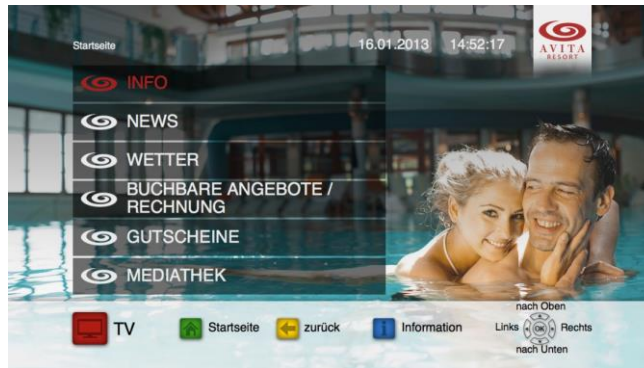 Startseite
16.01.2013 14:52:17
AVITA
RESORT
INFO
NEWS
WETTER
BUCHBARE ANGEBOTE /
RECHNUNG
GUTSCHEINE
MEDIATHEK
TV
Startseite
zurück
Information
nach Oben
Links
OK
Rechts
nach Unten